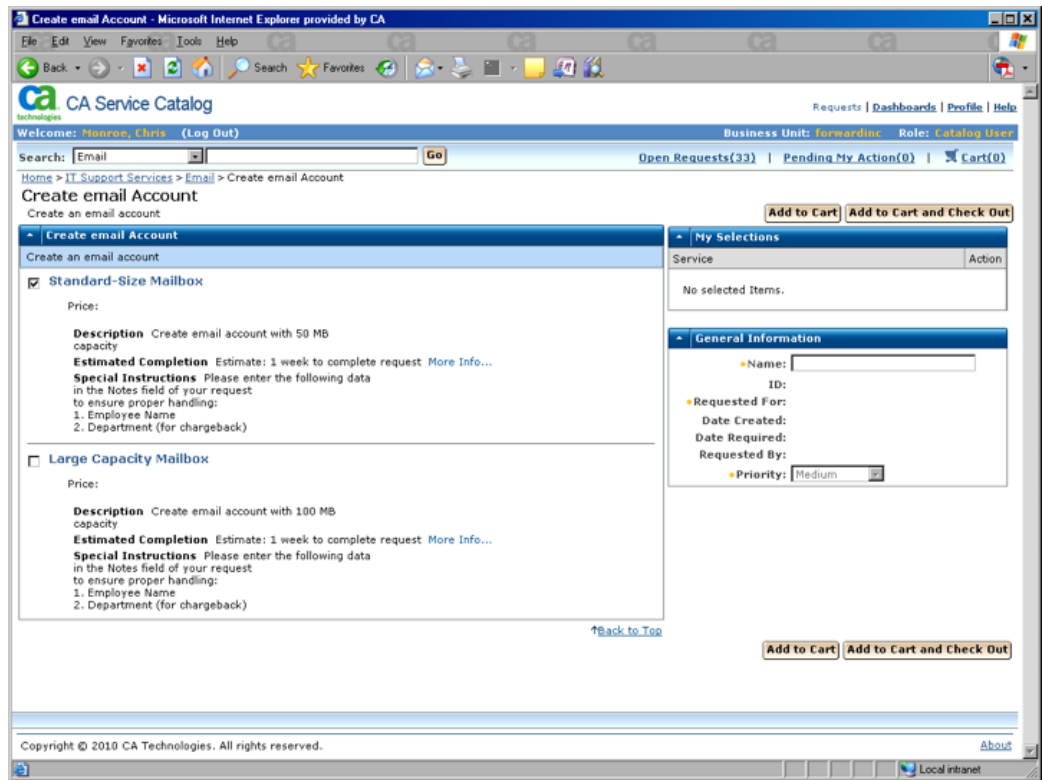 Create email Account - Microsoft Internet Explorer provided by CA
File Edit View Favorites Tools Help
Back Search Favorites
ca technologies CA Service Catalog
Requests | Dashboards | Profile | Help
Welcome: Monroe, Chris (Log Out) Business Unit: forwardinc Role: Catalog User
Search: Email Go Open Requests(33) | Pending My Action(0) | Cart(0)
Home > IT Support Services > Email > Create email Account
Create email Account
Create an email account
Add to Cart Add to Cart and Check Out
Create email Account
Create an email account
Standard-Size Mailbox
Price:
Description Create email account with 50 MB
capacity
Estimated Completion Estimate: 1 week to complete request More Info...
Special Instructions Please enter the following data
in the Notes field of your request
to ensure proper handling:
1. Employee Name
2. Department (for chargeback)
Large Capacity Mailbox
Price:
Description Create email account with 100 MB
capacity
Estimated Completion Estimate: 1 week to complete request More Info...
Special Instructions Please enter the following data
in the Notes field of your request
to ensure proper handling:
1. Employee Name
2. Department (for chargeback)
Back to Top
My Selections
Service Action
No selected Items.
General Information
Name:
ID:
Requested For:
Date Created:
Date Required:
Requested By:
Priority: Medium
Add to Cart Add to Cart and Check Out
Copyright © 2010 CA Technologies. All rights reserved. About
Local intranet